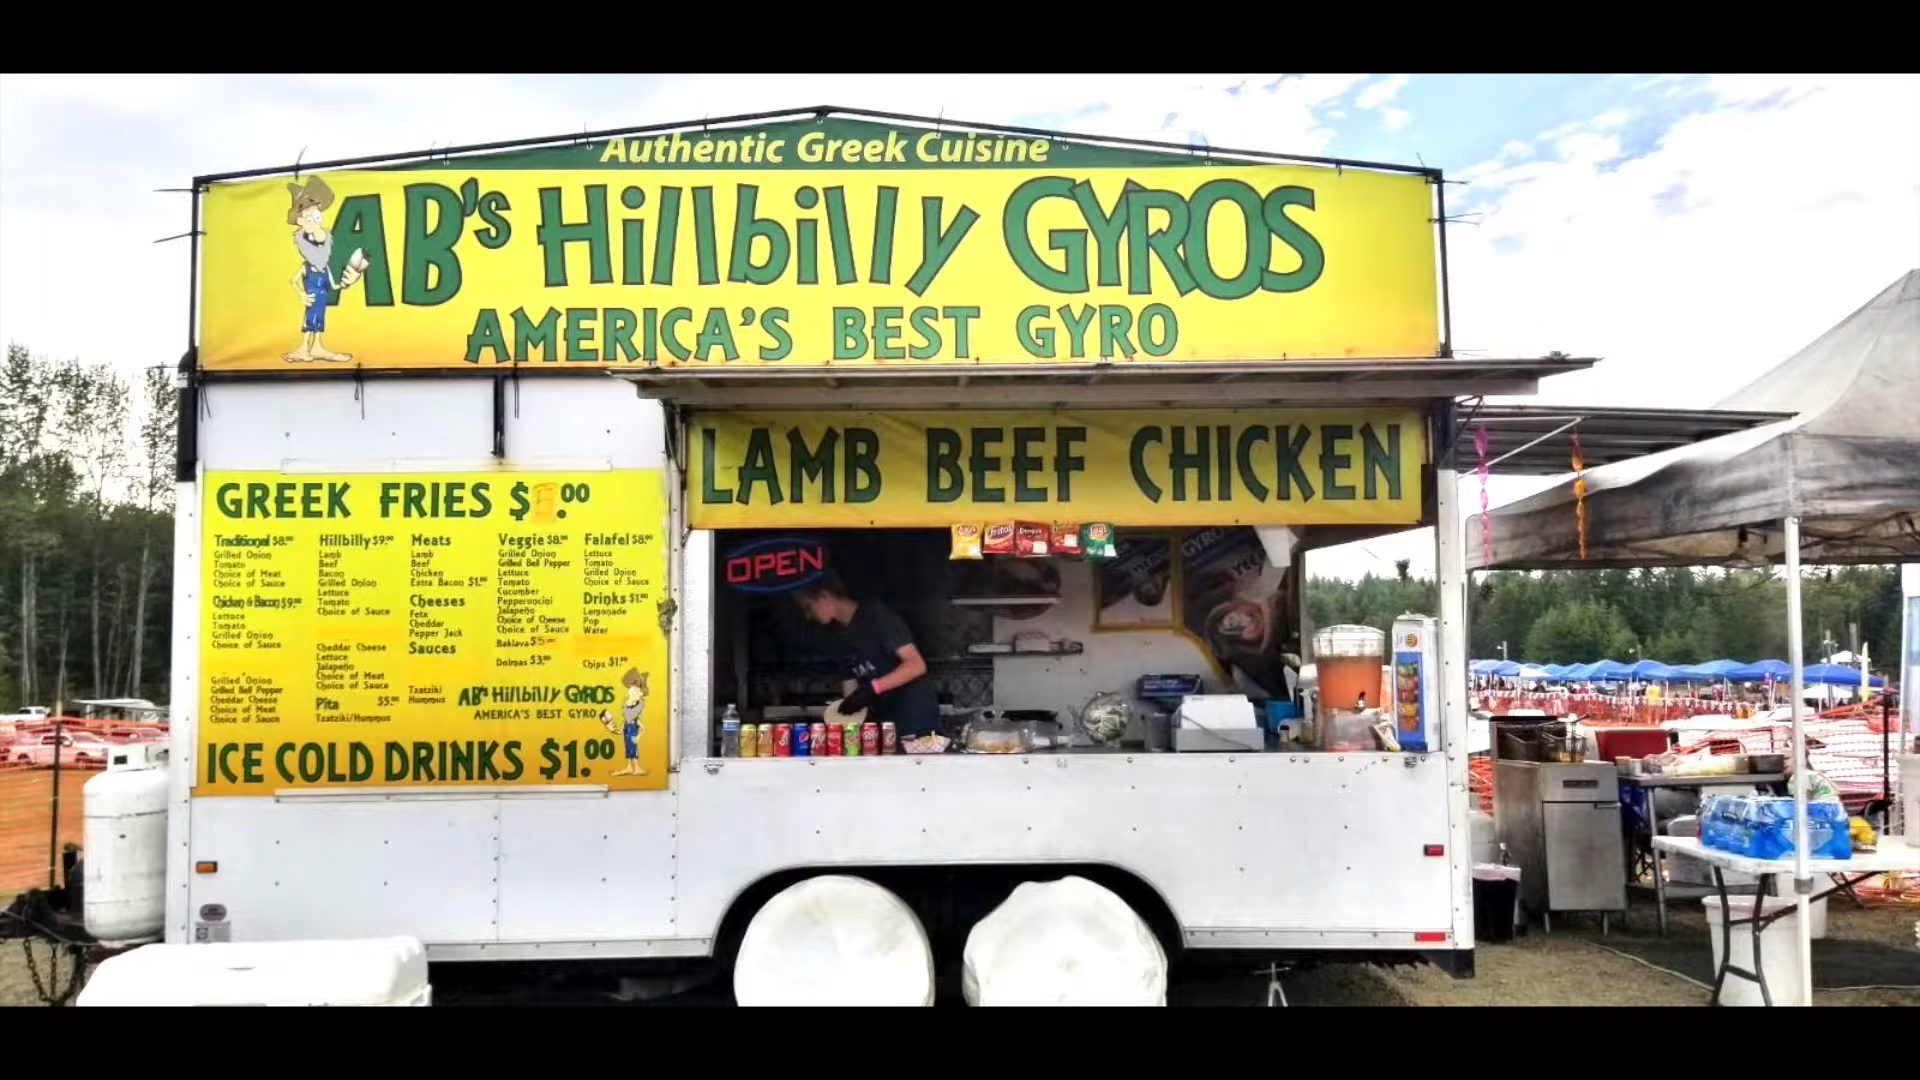 Authentic Greek Cuisine
AB's Hillbilly GYROS
AMERICA'S BEST GYRO
LAMB BEEF CHICKEN
GREEK FRIES $ .00
Traditional $8.00
Grilled Onion
Tomato
Choice of Meat
Choice of Sauce
Chicken & Bacon $9.00
Lettuce
Tomato
Grilled Onion
Choice of Sauce
Grilled Onion
Grilled Bell Pepper
Cheddar Cheese
Choice of Meat
Choice of Sauce
Hillbilly $9.00
Lamb
Beef
Bacon
Grilled Onion
Lettuce
Tomato
Choice of Sauce
Cheddar Cheese
Lettuce
Jalapeño
Choice of Meat
Choice of Sauce
Pita $5.00
Tzatziki/Hummus
Meats
Lamb
Beef
Chicken
Extra Bacon $1.00
Cheeses
Feta
Cheddar
Pepper Jack
Sauces
Tzatziki
Hummus
Veggie $8.00
Grilled Onion
Grilled Bell Pepper
Lettuce
Tomato
Cucumber
Pepperoncini
Jalapeño
Choice of Cheese
Choice of Sauce
Baklava $5.00
Dolmas $3.00
Falafel $8.00
Lettuce
Tomato
Grilled Onion
Choice of Sauce
Drinks $1.00
Lemonade
Pop
Water
Chips $1.00
AB's Hillbilly GYROS
AMERICA'S BEST GYRO
ICE COLD DRINKS $1.00
OPEN
Lay's
Fritos
Doritos
Lay's
GYROS